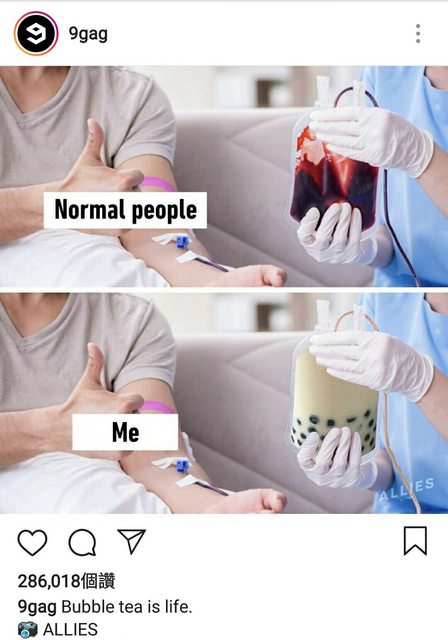 9gag
Normal people
Me
ALLIES
286,018個讚
9gag Bubble tea is life.
📷 ALLIES